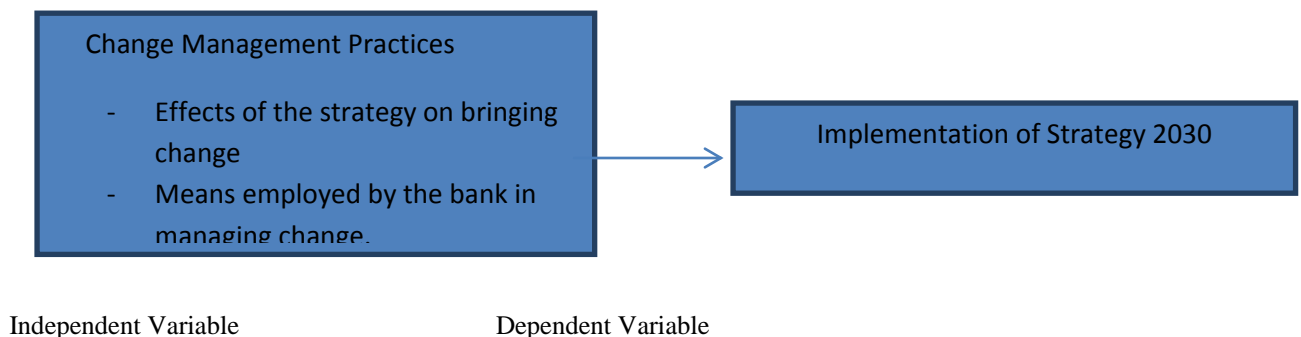 Change Management Practices
- Effects of the strategy on bringing
change
- Means employed by the bank in
managing change.
Implementation of Strategy 2030
Independent Variable
Dependent Variable